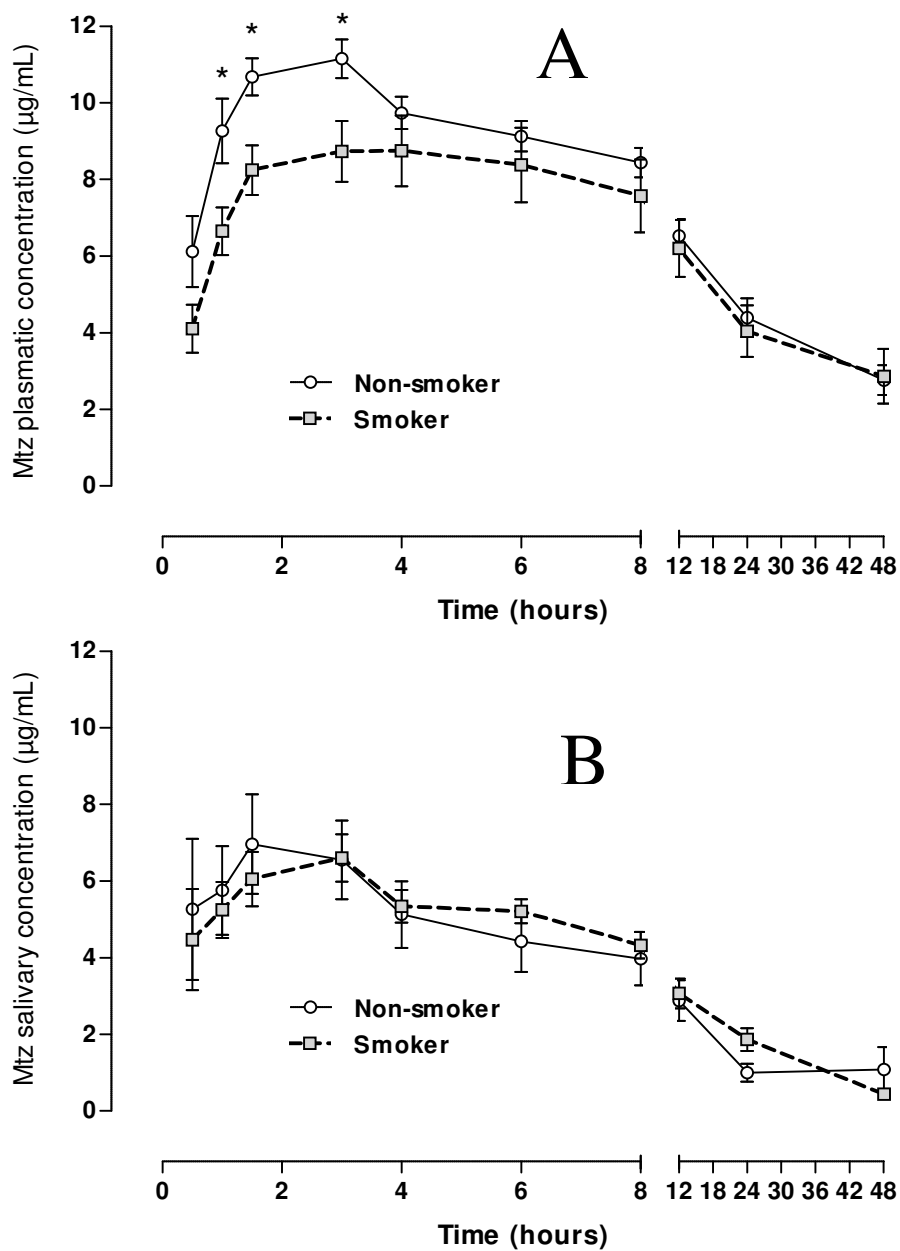 Mtz plasmatic concentration (µg/mL)
12
10
8
6
4
2
0
* * *
A
Non-smoker
Smoker
0 2 4 6 8 12 18 24 30 36 42 48
Time (hours)
Mtz salivary concentration (µg/mL)
12
10
8
6
4
2
0
B
Non-smoker
Smoker
0 2 4 6 8 12 18 24 30 36 42 48
Time (hours)